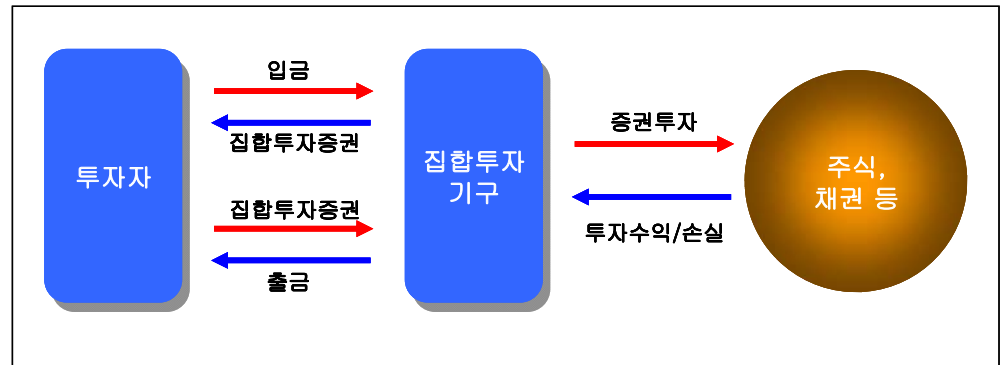 투자자
입금
집합투자증권
집합투자증권
출금
집합투자
기구
증권투자
투자수익/손실
주식,
채권 등